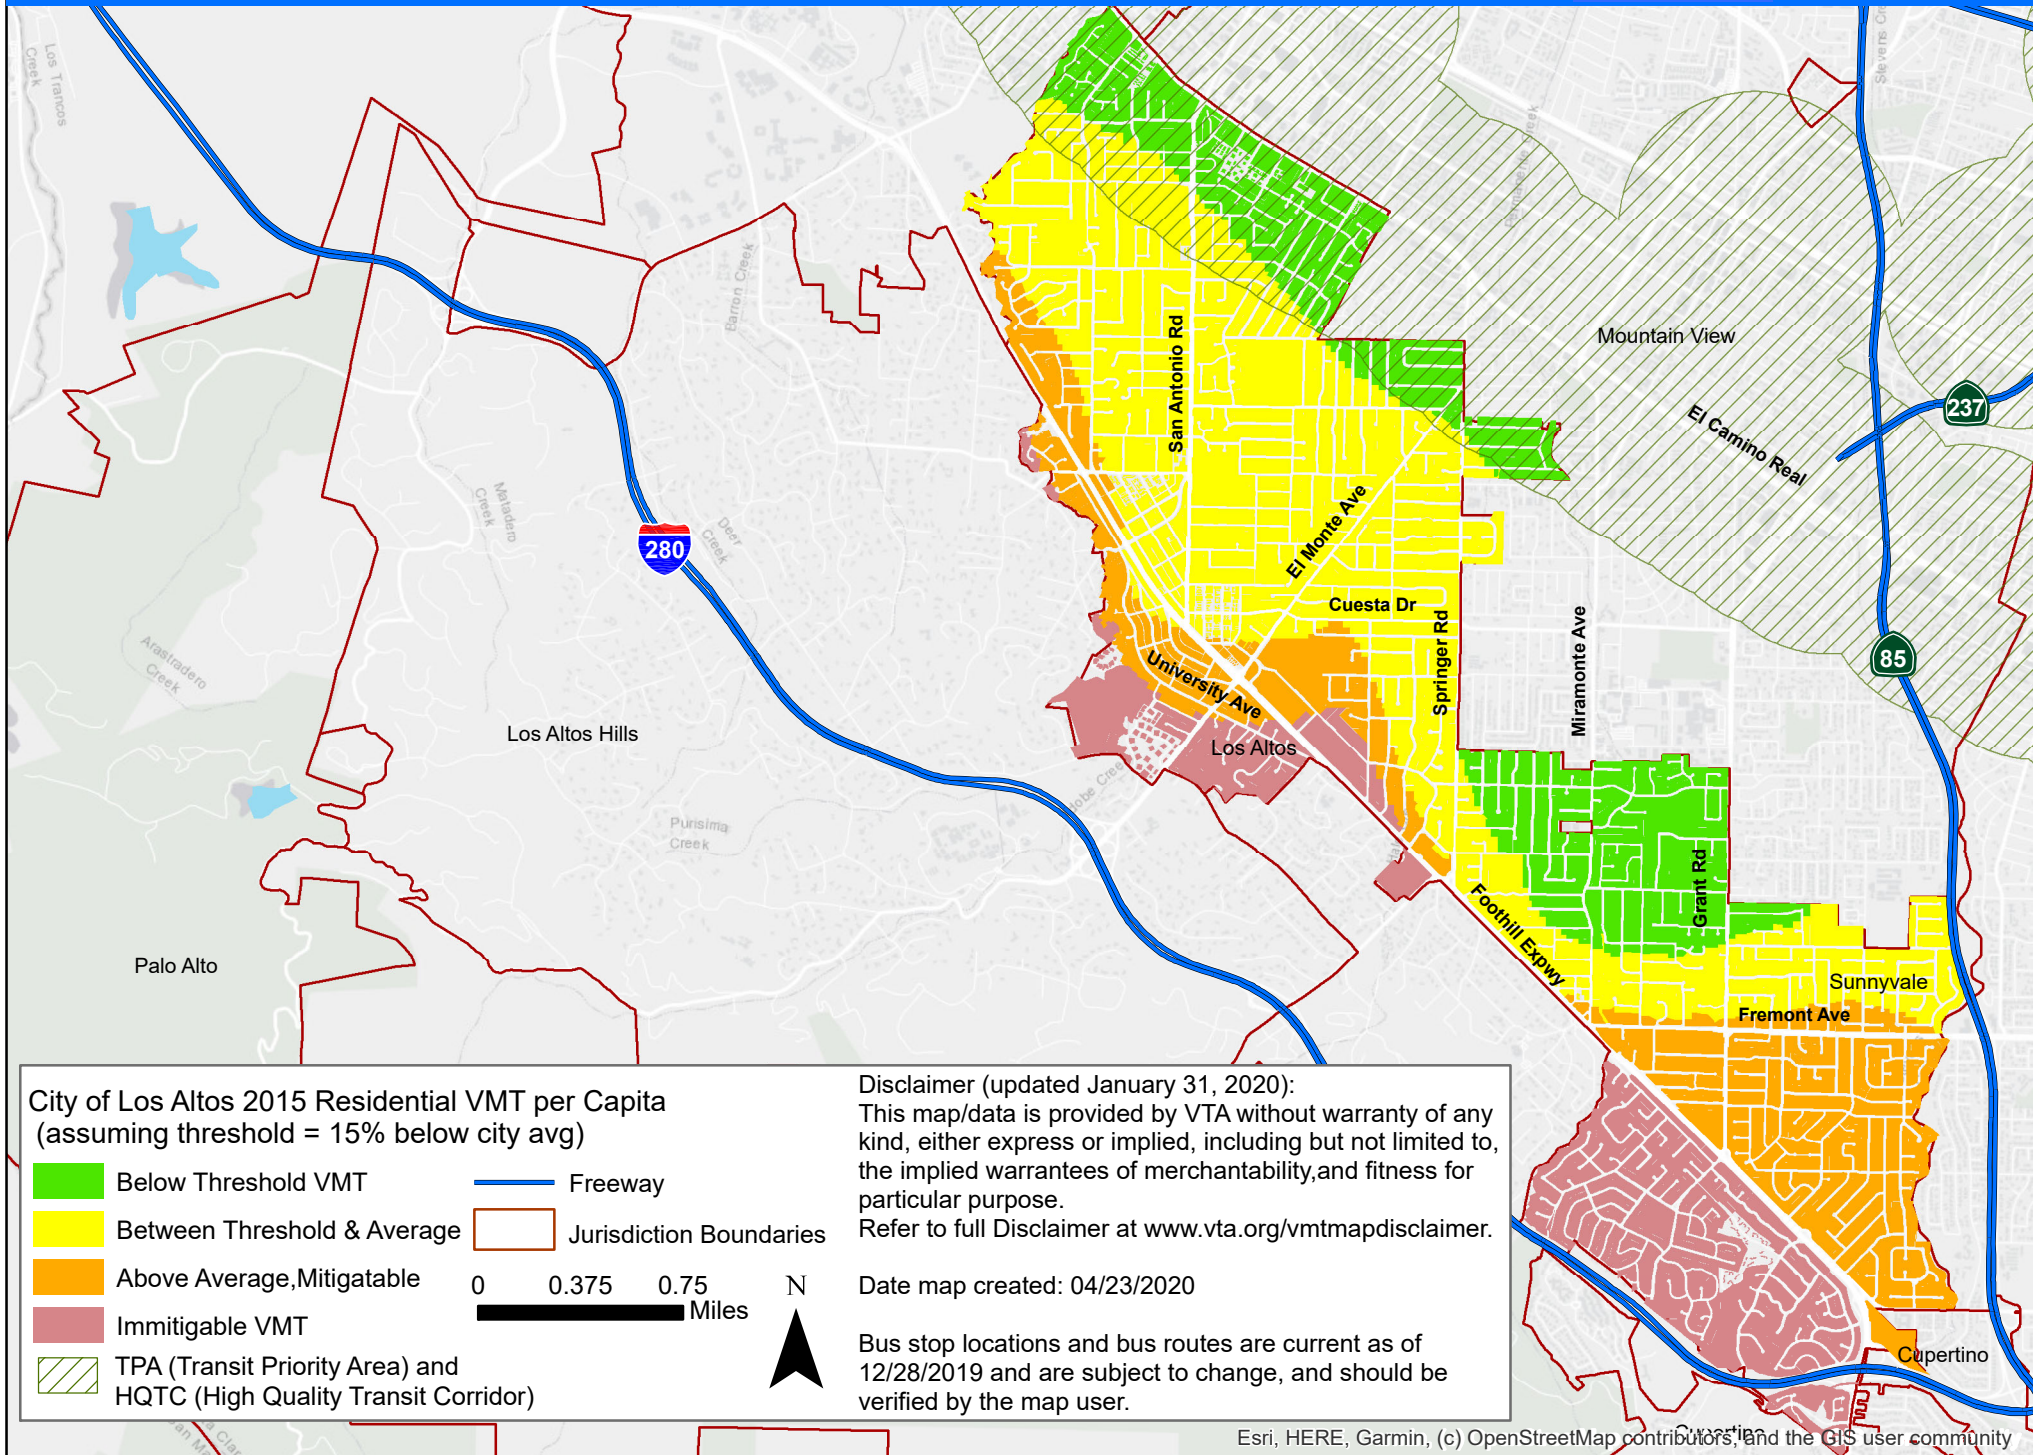 Los Trancos
Creek
Stevens Cre
Permanente Creek
Barron Creek
San Antonio Rd
Mountain View
237
El Camino Real
Matadero
Creek
Deer
Creek
280
El Monte Ave
Cuesta Dr
Springer Rd
Miramonte Ave
85
Arastradero
Creek
University Ave
Los Altos Hills
Los Altos
dobe Cree
Purisima
Creek
Hal
Grant Rd
Foothill Expwy
Palo Alto
Sunnyvale
Fremont Ave
City of Los Altos 2015 Residential VMT per Capita
(assuming threshold = 15% below city avg)
Below Threshold VMT
Between Threshold & Average
Above Average,Mitigatable
Immitigable VMT
TPA (Transit Priority Area) and
HQTC (High Quality Transit Corridor)
Freeway
Jurisdiction Boundaries
0 0.375 0.75
Miles
N
Disclaimer (updated January 31, 2020):
This map/data is provided by VTA without warranty of any
kind, either express or implied, including but not limited to,
the implied warrantees of merchantability,and fitness for
particular purpose.
Refer to full Disclaimer at www.vta.org/vmtmapdisclaimer.
Date map created: 04/23/2020
Bus stop locations and bus routes are current as of
12/28/2019 and are subject to change, and should be
verified by the map user.
Cupertino
Cupertino
Esri, HERE, Garmin, (c) OpenStreetMap contributors, and the GIS user community